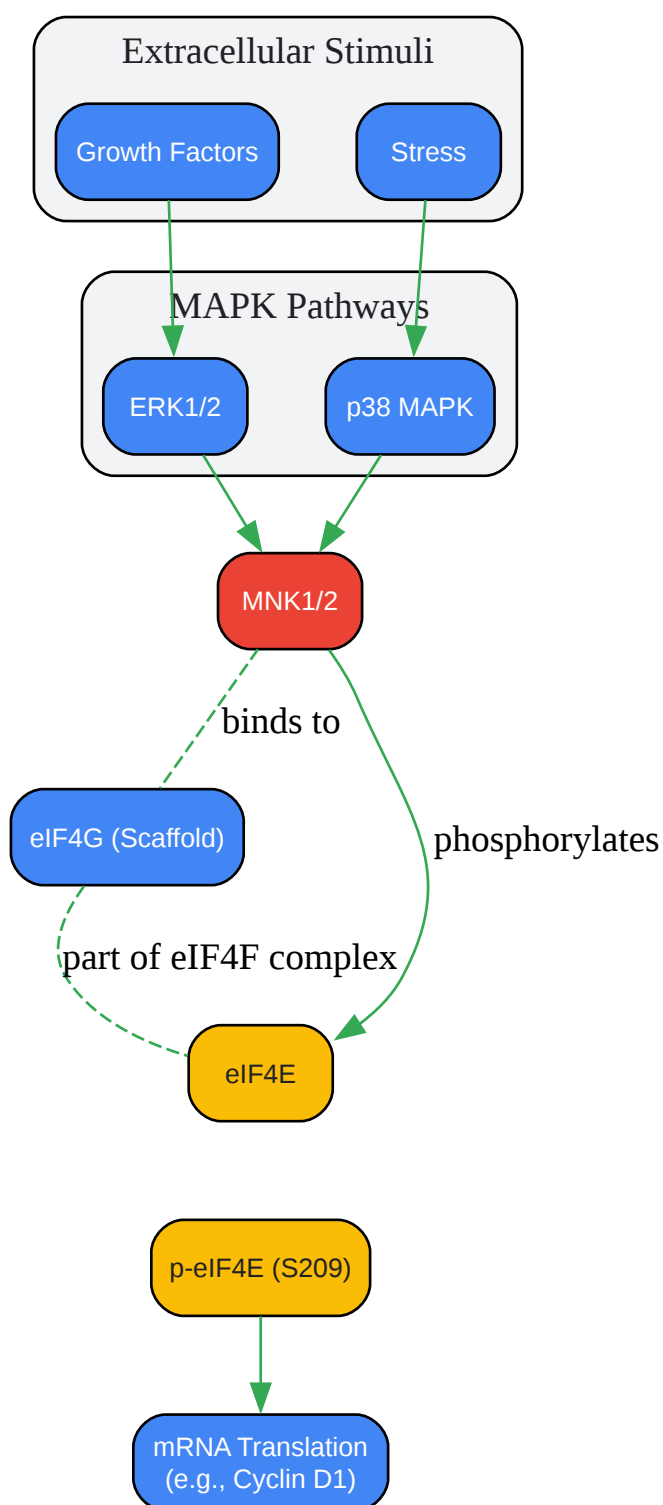 Extracellular Stimuli
Growth Factors
Stress
MAPK Pathways
ERK1/2
p38 MAPK
MNK1/2
binds to
eIF4G (Scaffold)
phosphorylates
part of eIF4F complex
eIF4E
p-eIF4E (S209)
mRNA Translation
(e.g., Cyclin D1)